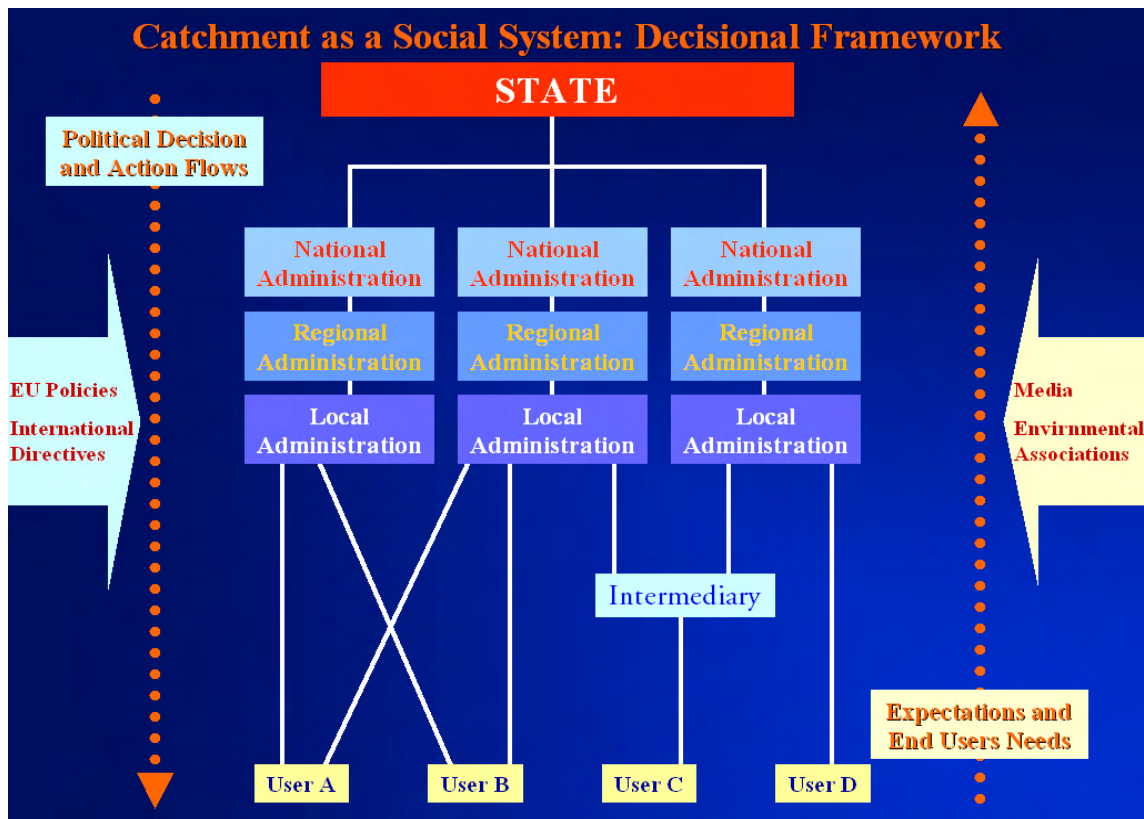 Catchment as a Social System: Decisional Framework
STATE
Political Decision
and Action Flows
National
Administration
National
Administration
National
Administration
Regional
Administration
Regional
Administration
Regional
Administration
EU Policies
International
Directives
Local
Administration
Local
Administration
Local
Administration
Media
Envirnmental
Associations
Intermediary
Expectations and
End Users Needs
User A
User B
User C
User D